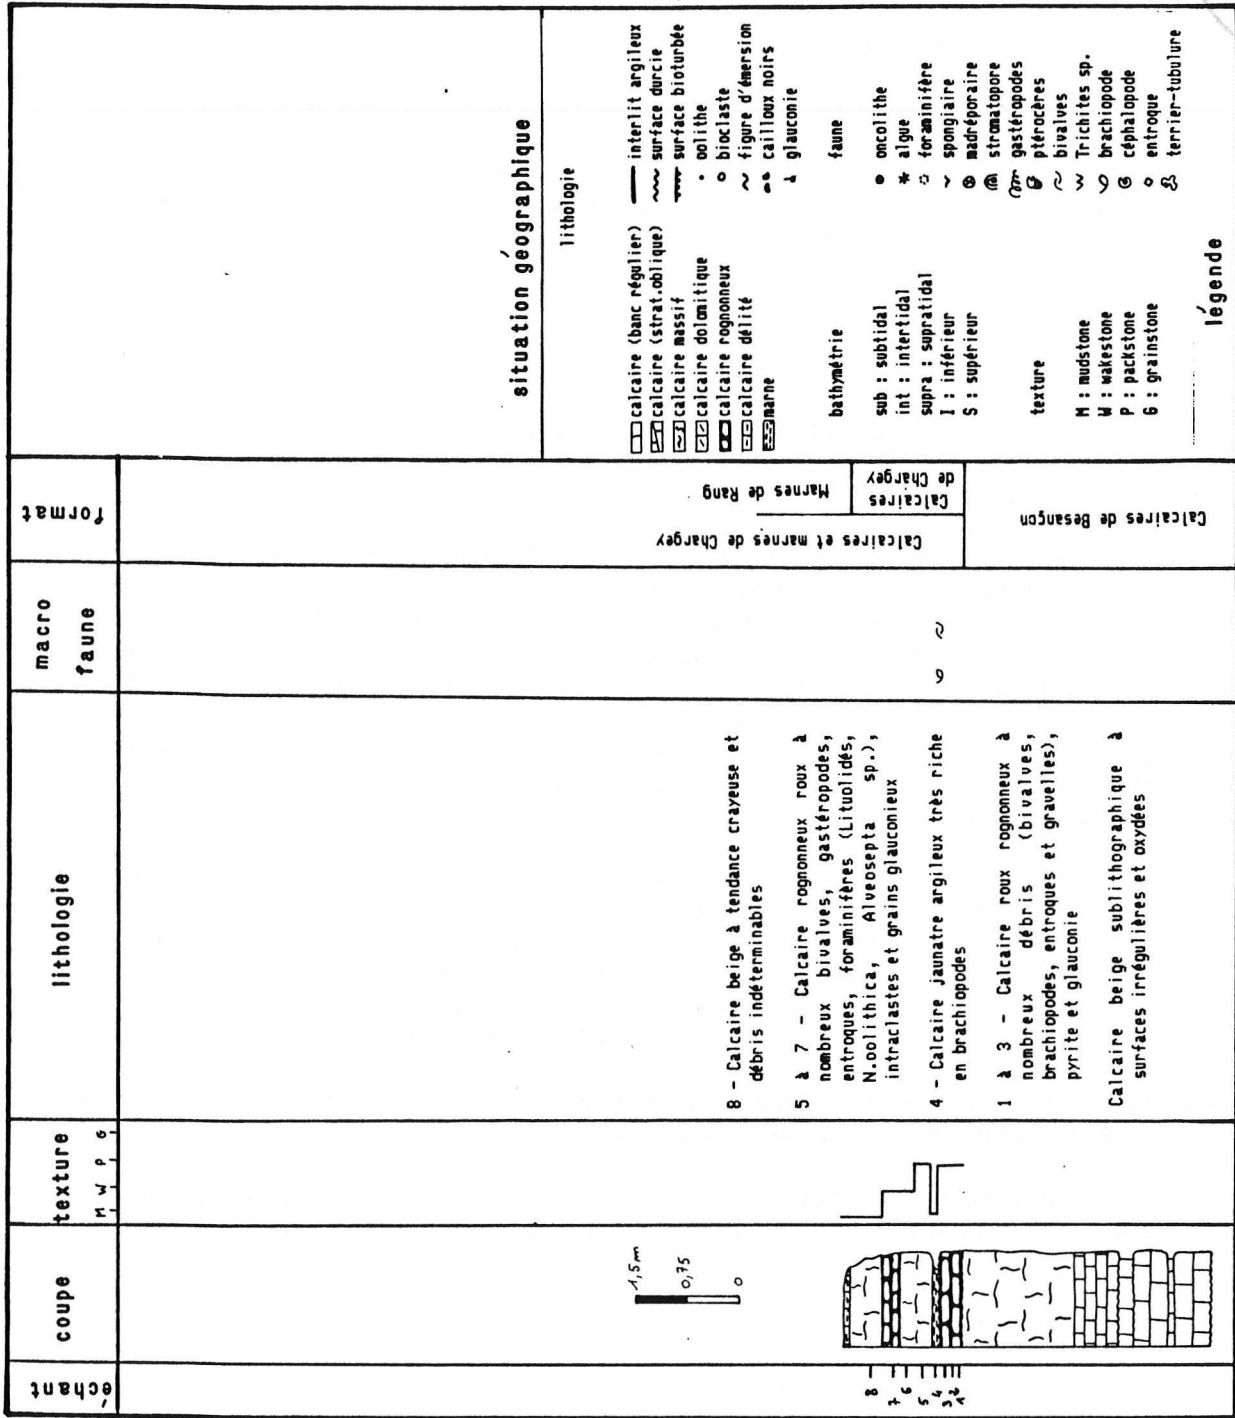 échant
coupe
texture
M W P G
lithologie
macro
faune
format
1,5 m
0,75
0
8
7
6
5
4
3
2
1
8 - Calcaire beige à tendance crayeuse et
débris indéterminables
5 à 7 - Calcaire rognonneux roux à
nombreux bivalves, gastéropodes,
entroques, foraminifères (Lituolidés,
N.oolithica, Alveosepta sp.),
intraclastes et grains glauconieux
4 - Calcaire jaunatre argileux très riche
en brachiopodes
1 à 3 - Calcaire roux rognonneux à
nombreux débris (bivalves,
brachiopodes, entroques et gravelles),
pyrite et glauconie
Calcaire beige sublithographique à
surfaces irrégulières et oxydées
Calcaires et marnes de Chargey
Marnes de Rang
Calcaires
de Chargey
Calcaires de Besançon
situation géographique
lithologie
calcaire (banc régulier)
calcaire (strat.oblique)
calcaire massif
calcaire dolomitique
calcaire rognonneux
calcaire délité
marne
interlit argileux
surface durcie
surface bioturbée
oolithe
bioclaste
figure d'émersion
cailloux noirs
glauconie
bathymétrie
sub : subtidal
int : intertidal
supra : supratidal
I : inférieur
S : supérieur
texture
M : mudstone
W : wakestone
P : packstone
G : grainstone
faune
oncolithe
algue
foraminifère
spongiaire
madréporaire
stromatopore
gastéropodes
ptérocères
bivalves
Trichites sp.
brachiopode
céphalopode
entroque
terrier-tubulure
légende